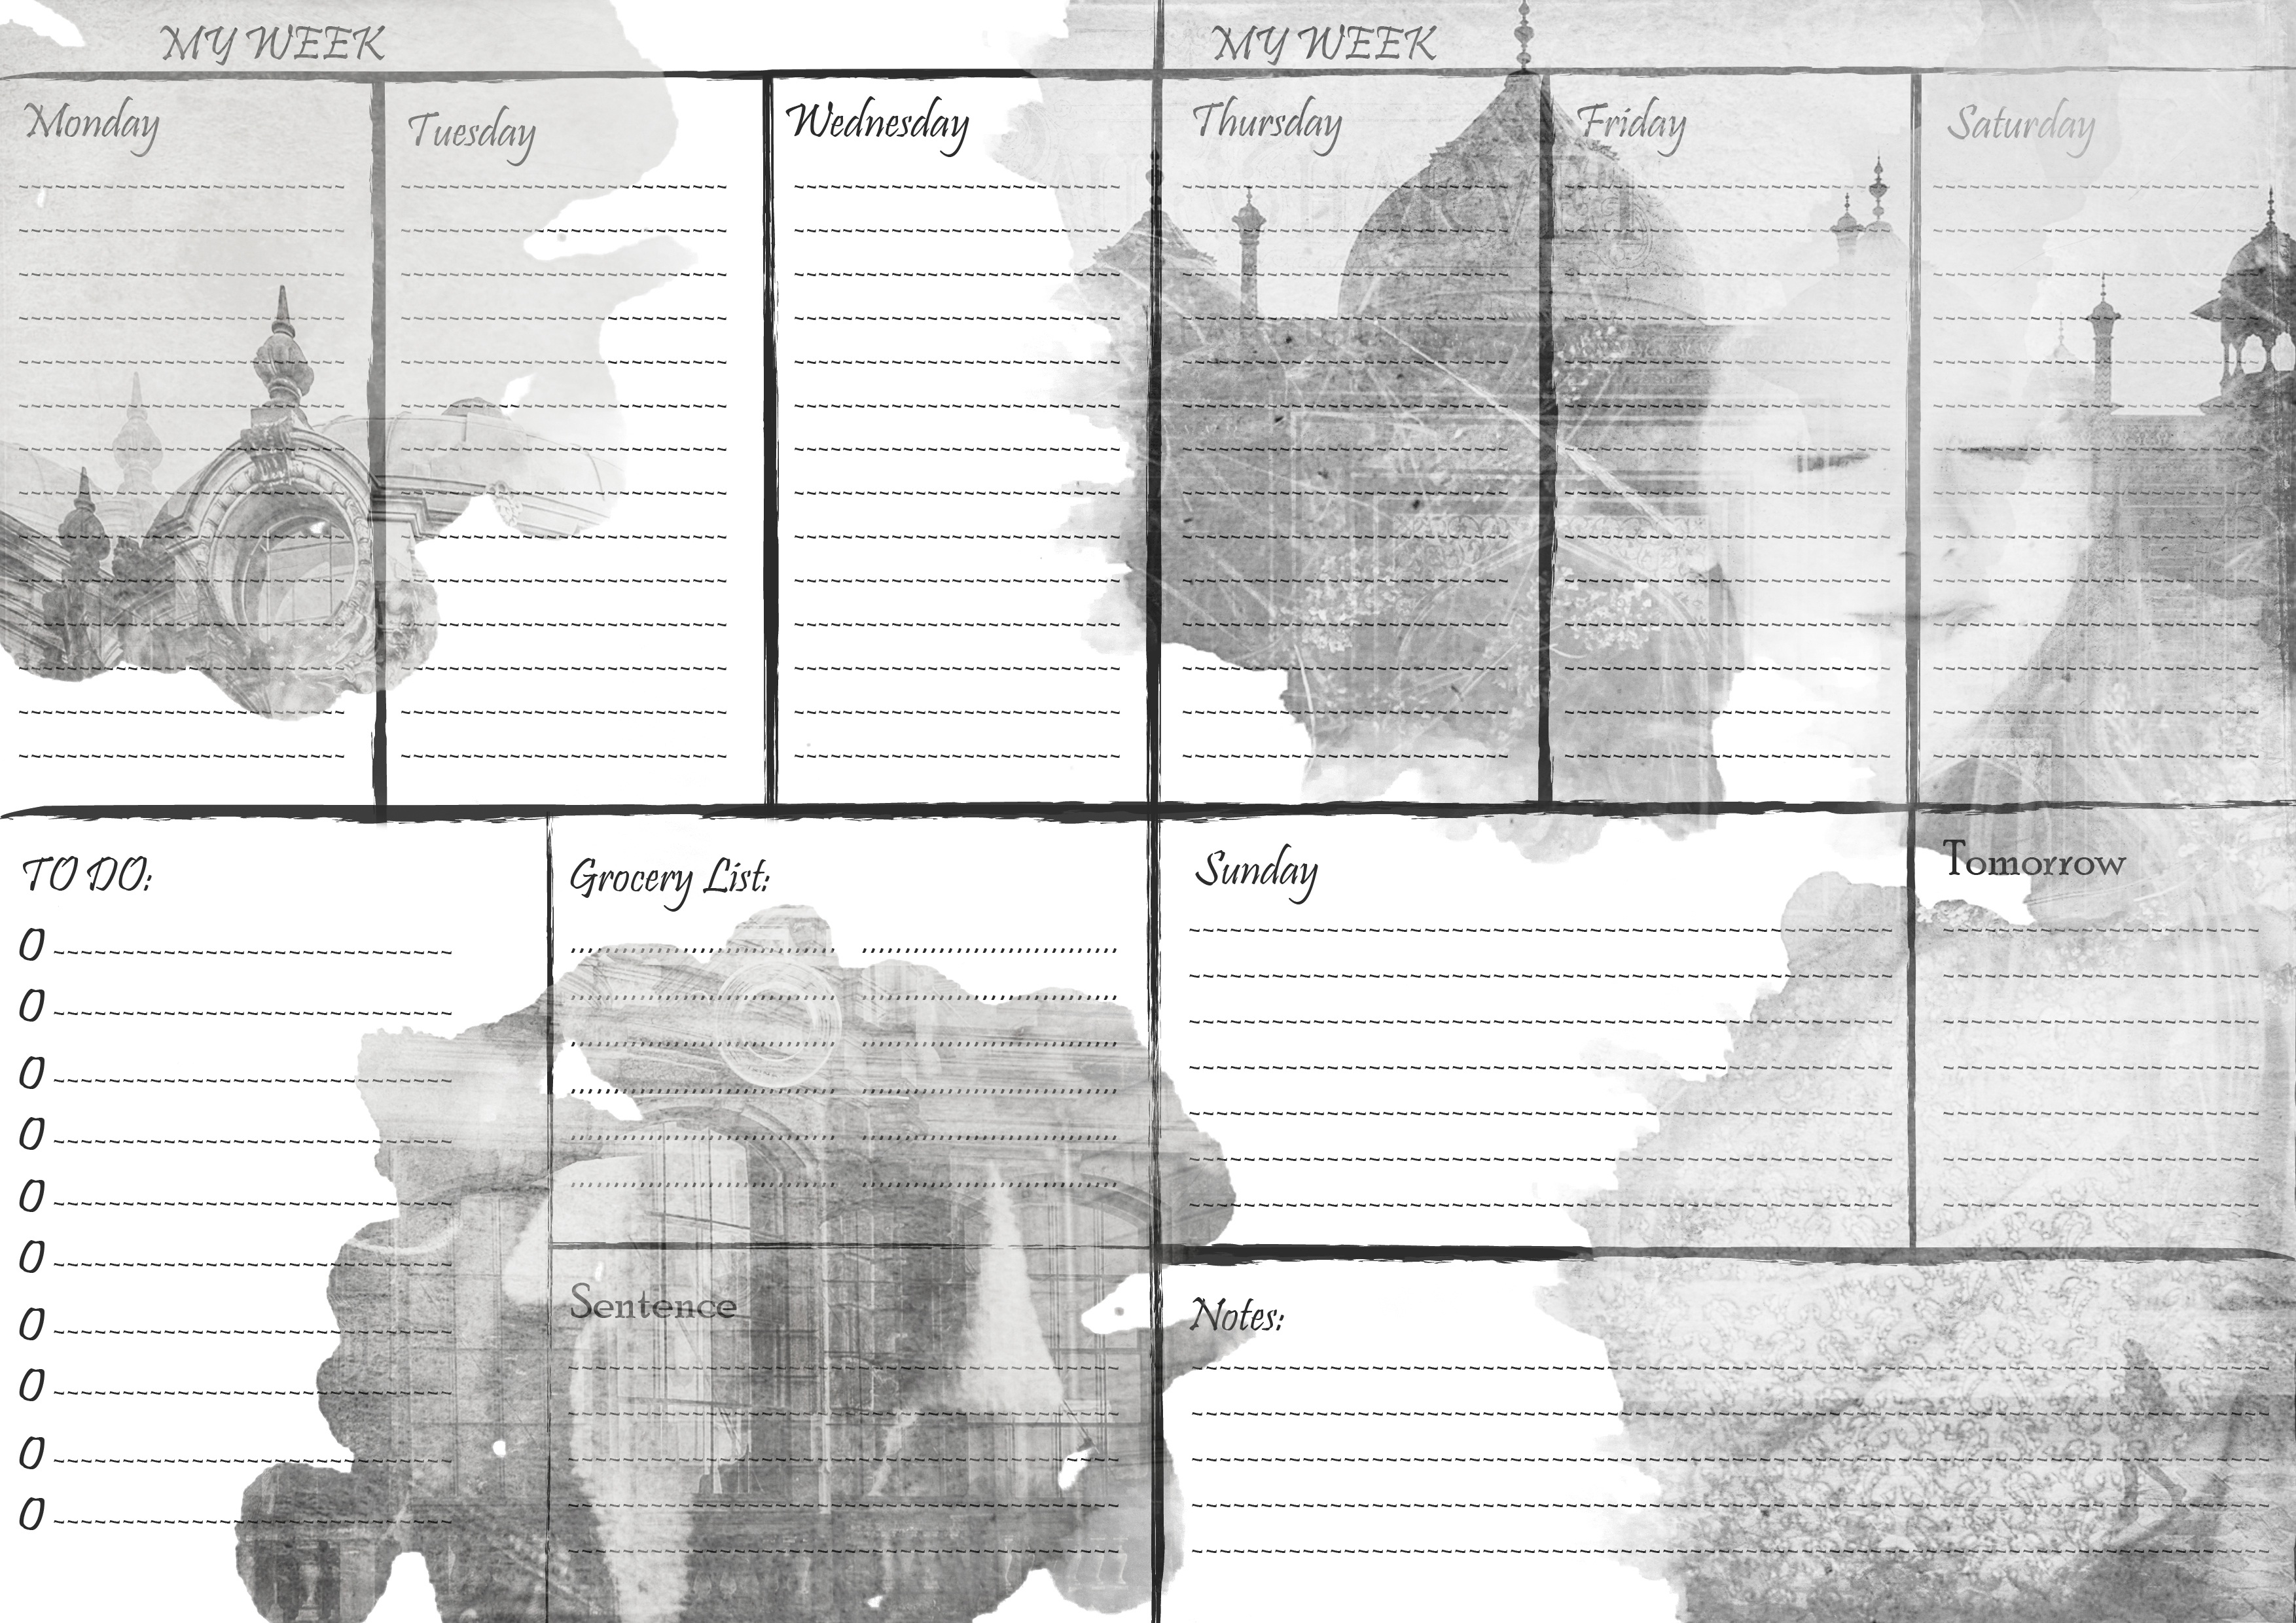 MY WEEK
MY WEEK
Monday
Tuesday
Wednesday
Thursday
Friday
Saturday
TO DO:
Grocery List:
Sunday
Tomorrow
0
0
0
0
0
0
0
0
0
0
Sentence
Notes: